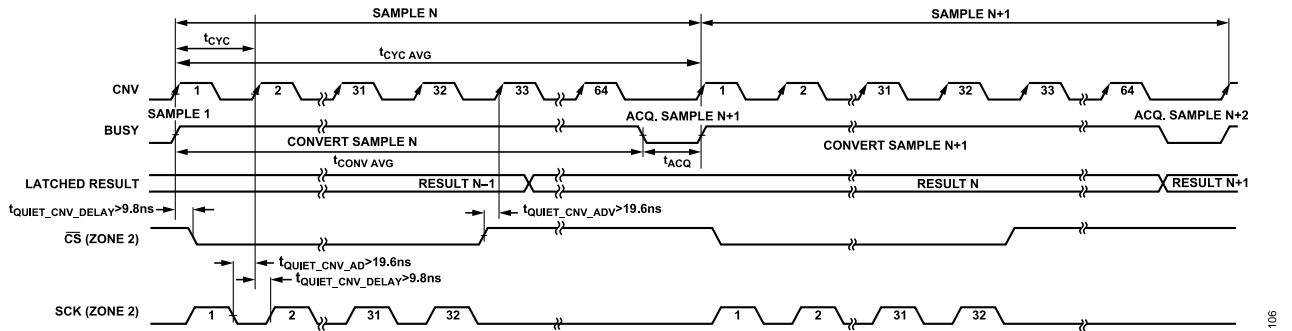 SAMPLE N
SAMPLE N+1
tCYC
tCYC AVG
CNV
1 2 31 32 33 64 1 2 31 32 33 64
SAMPLE 1
ACQ. SAMPLE N+1
ACQ. SAMPLE N+2
BUSY
CONVERT SAMPLE N
CONVERT SAMPLE N+1
tCONV AVG
tACQ
LATCHED RESULT
RESULT N–1
RESULT N
RESULT N+1
tQUIET_CNV_DELAY>9.8ns
tQUIET_CNV_ADV>19.6ns
CS (ZONE 2)
tQUIET_CNV_AD>19.6ns
tQUIET_CNV_DELAY>9.8ns
SCK (ZONE 2)
1 2 31 32 1 2 31 32
106